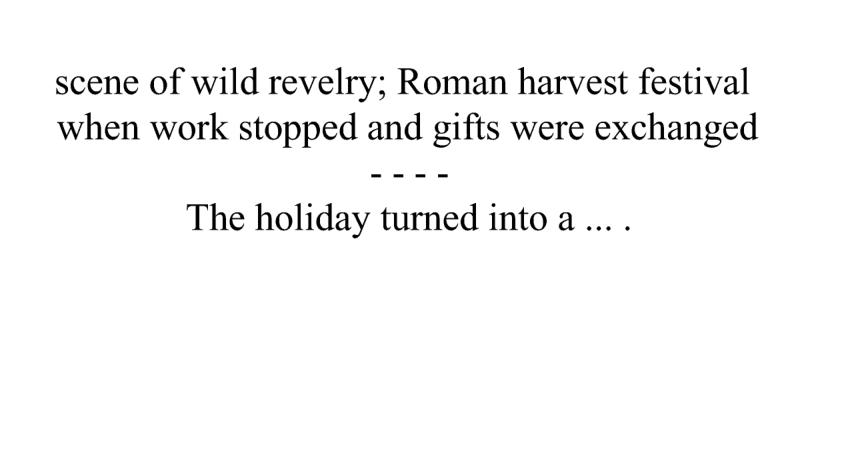 scene of wild revelry; Roman harvest festival
when work stopped and gifts were exchanged
- - - -
The holiday turned into a ... .